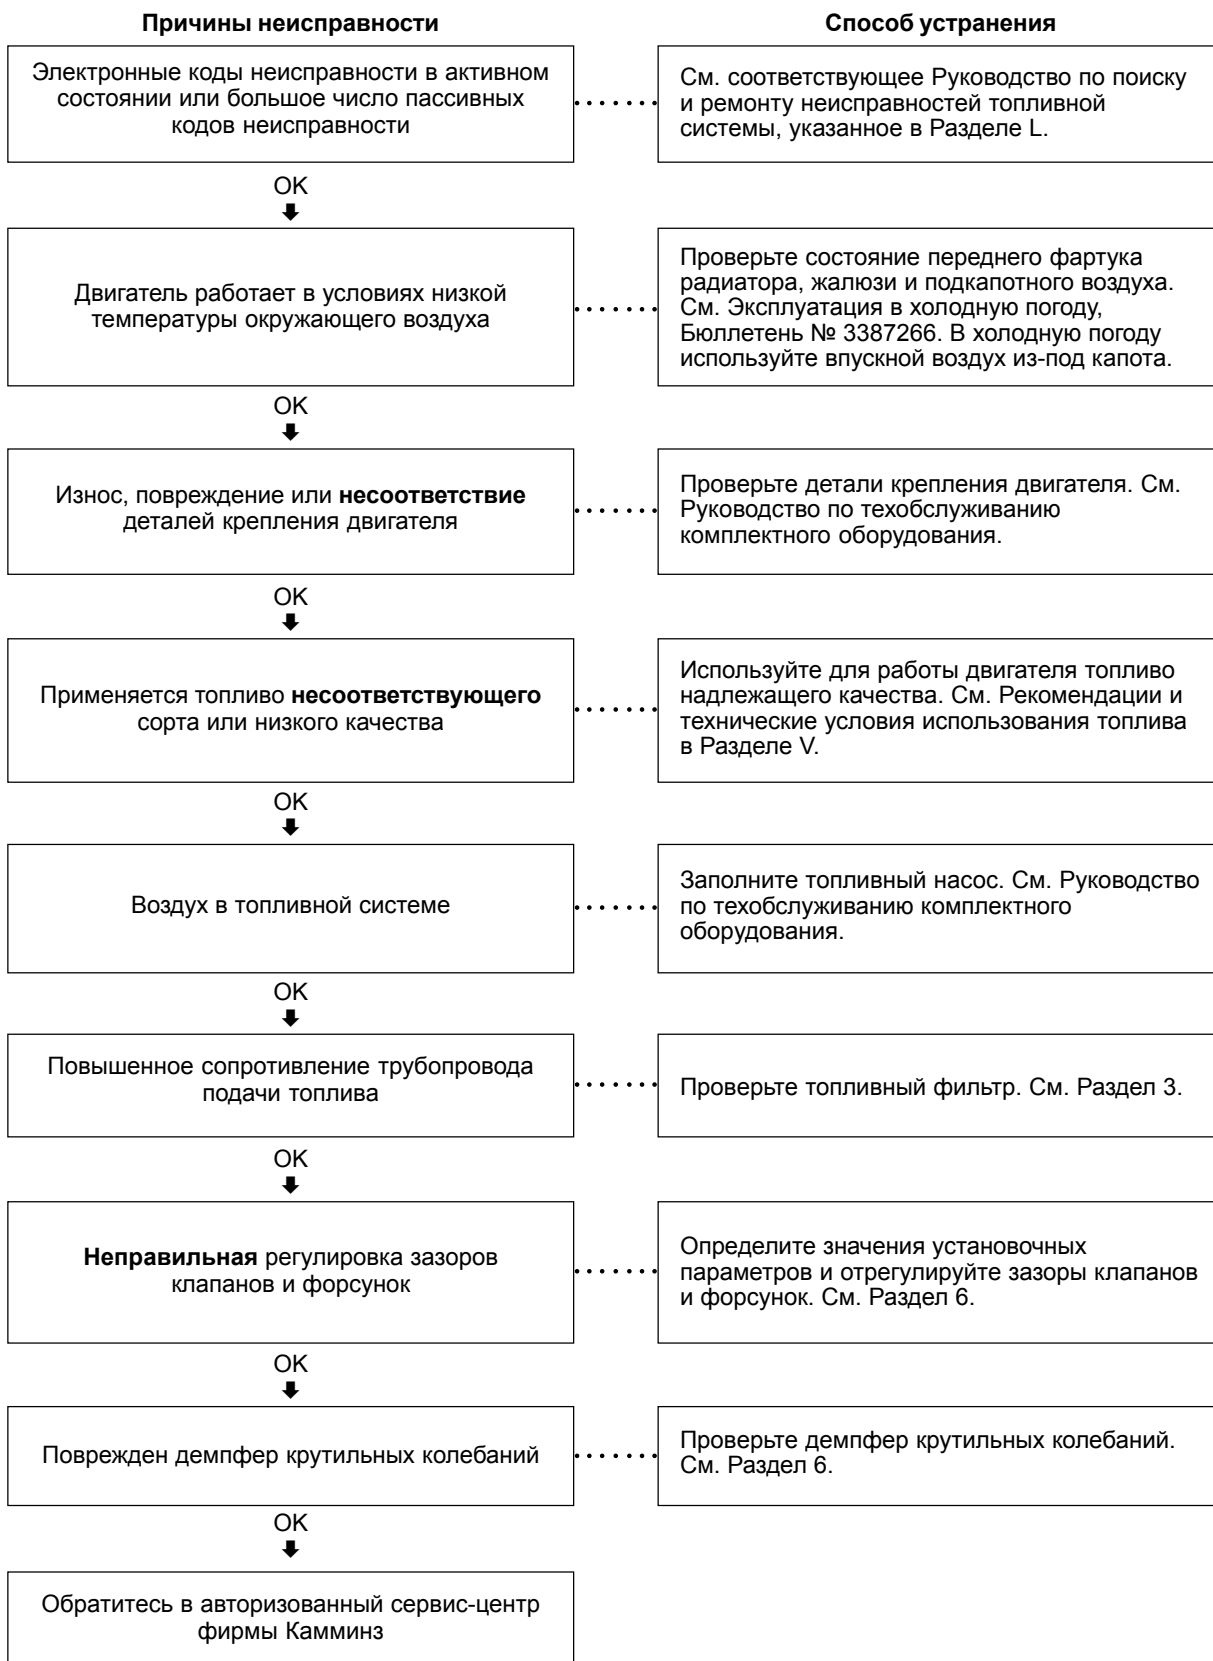 Причины неисправности
Способ устранения
Электронные коды неисправности в активном
состоянии или большое число пассивных
кодов неисправности
См. соответствующее Руководство по поиску
и ремонту неисправностей топливной
системы, указанное в Разделе L.
OK
Двигатель работает в условиях низкой
температуры окружающего воздуха
Проверьте состояние переднего фартука
радиатора, жалюзи и подкапотного воздуха.
См. Эксплуатация в холодную погоду,
Бюллетень № 3387266. В холодную погоду
используйте впускной воздух из-под капота.
OK
Износ, повреждение или несоответствие
деталей крепления двигателя
Проверьте детали крепления двигателя. См.
Руководство по техобслуживанию
комплектного оборудования.
OK
Применяется топливо несоответствующего
сорта или низкого качества
Используйте для работы двигателя топливо
надлежащего качества. См. Рекомендации и
технические условия использования топлива
в Разделе V.
OK
Воздух в топливной системе
Заполните топливный насос. См. Руководство
по техобслуживанию комплектного
оборудования.
OK
Повышенное сопротивление трубопровода
подачи топлива
Проверьте топливный фильтр. См. Раздел 3.
OK
Неправильная регулировка зазоров
клапанов и форсунок
Определите значения установочных
параметров и отрегулируйте зазоры клапанов
и форсунок. См. Раздел 6.
OK
Поврежден демпфер крутильных колебаний
Проверьте демпфер крутильных колебаний.
См. Раздел 6.
OK
Обратитесь в авторизованный сервис-центр
фирмы Камминз